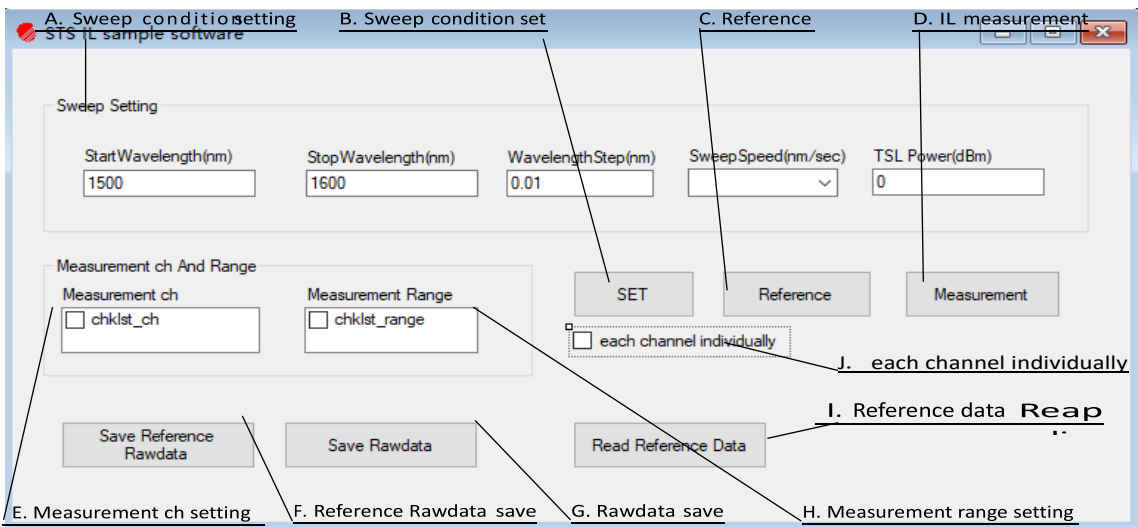 A. Sweep condition setting
B. Sweep condition set
C. Reference
D. IL measurement
STS IL sample software
Sweep Setting
StartWavelength(nm)
StopWavelength(nm)
WavelengthStep(nm)
SweepSpeed(nm/sec)
TSL Power(dBm)
1500
1600
0.01
0
Measurement ch And Range
Measurement ch
Measurement Range
chklst_ch
chklst_range
SET
Reference
Measurement
each channel individually
J. each channel individually
I. Reference data Reap
Save Reference
Rawdata
Save Rawdata
Read Reference Data
E. Measurement ch setting
F. Reference Rawdata save
G. Rawdata save
H. Measurement range setting